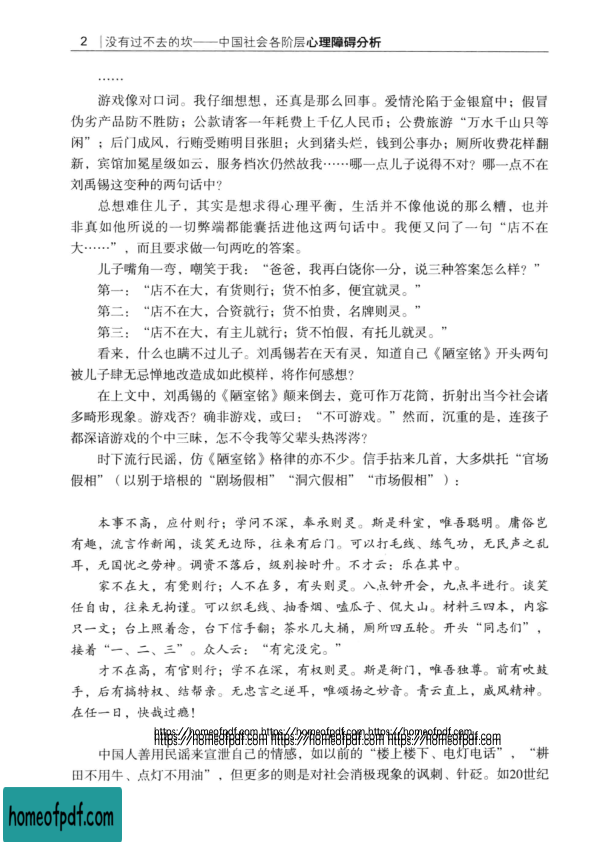 2 |没有过不去的坎——中国社会各阶层心理障碍分析
……
游戏像对口词。我仔细想想，还真是那么回事。爱情沦陷于金银窟中；假冒
伪劣产品防不胜防；公款请客一年耗费上千亿人民币；公费旅游“万水千山只等
闲”；后门成风，行贿受贿明目张胆；火到猪头烂，钱到公事办；厕所收费花样翻
新，宾馆加冕星级如云，服务档次仍然故我……哪一点儿子说得不对？哪一点不在
刘禹锡这变种的两句话中？
总想难住儿子，其实是想求得心理平衡，生活并不像他说的那么糟，也并
非真如他所说的一切弊端都能囊括进他这两句话中。我便又问了一句“店不在
大……”，而且要求做一句两吃的答案。
儿子嘴角一弯，嘲笑于我：“爸爸，我再白饶你一分，说三种答案怎么样？”
第一：“店不在大，有货则行；货不怕多，便宜就灵。”
第二：“店不在大，合资就行；货不怕贵，名牌则灵。”
第三：“店不在大，有主儿就行；货不怕假，有托儿就灵。”
看来，什么也瞒不过儿子。刘禹锡若在天有灵，知道自己《陋室铭》开头两句
被儿子肆无忌惮地改造成如此模样，将作何感想？
在上文中，刘禹锡的《陋室铭》颠来倒去，竟可作万花筒，折射出当今社会诸
多畸形现象。游戏否？确非游戏，或曰：“不可游戏。”然而，沉重的是，连孩子
都深谙游戏的个中三昧，怎不令我等父辈头热涔涔？
时下流行民谣，仿《陋室铭》格律的亦不少。信手拈来几首，大多烘托“官场
假相”（以别于培根的“剧场假相”“洞穴假相”“市场假相”）：
本事不高，应付则行；学问不深，奉承则灵。斯是科室，唯吾聪明。庸俗岂
有趣，流言作新闻，谈笑无边际，往来有后门。可以打毛线、练气功，无民声之乱
耳，无国忧之劳神。调资不落后，级别按时升。不才云：乐在其中。
家不在大，有凳则行；人不在多，有头则灵。八点钟开会，九点半进行。谈笑
任自由，往来无拘谨。可以织毛线、抽香烟、嗑瓜子、侃大山。材料三四本，内容
只一文；台上照着念，台下信手翻；茶水几大桶，厕所四五轮。开头“同志们”，
接着“一、二、三”。众人云：“有完没完。”
才不在高，有官则行；学不在深，有权则灵。斯是衙门，唯吾独尊。前有吹鼓
手，后有搞特权、结帮亲。无忠言之逆耳，唯颂扬之妙音。青云直上，威风精神。
在任一日，快哉过瘾！
https://homeofpdf.com https://homeofpdf.com https://homeofpdf.com
https://homeofpdf.com https://homeofpdf.com https://homeofpdf.com
中国人善用民谣来宣泄自己的情感，如以前的“楼上楼下、电灯电话”，“耕
田不用牛、点灯不用油”，但更多的则是对社会消极现象的讽刺、针砭。如20世纪
homeofpdf.com